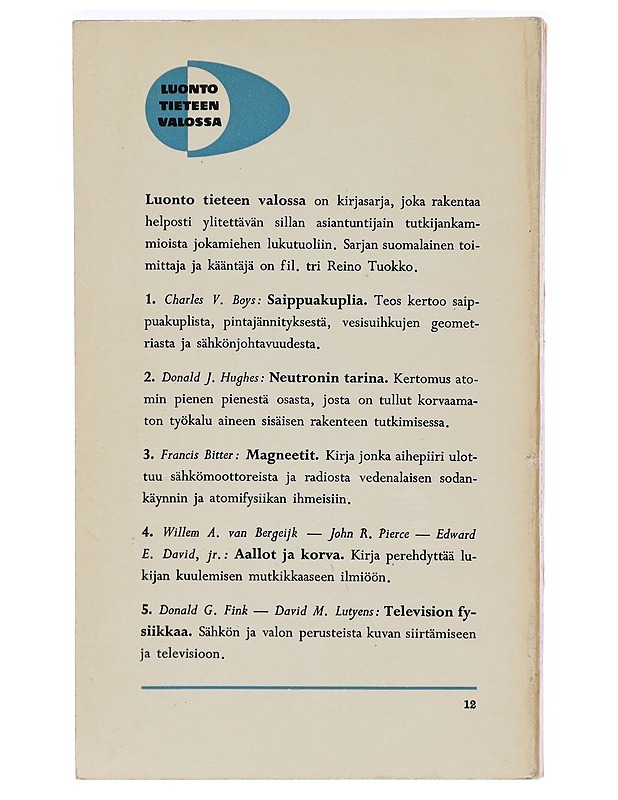 LUONTO
TIETEEN
VALOSSA
Luonto tieteen valossa on kirjasarja, joka rakentaa
helposti ylitettävän sillan asiantuntijain tutkijankam-
mioista jokamiehen lukutuoliin. Sarjan suomalainen toi-
mittaja ja kääntäjä on fil. tri Reino Tuokko.
1. Charles V. Boys: Saippuakuplia. Teos kertoo saip-
puakuplista, pintajännityksestä, vesisuihkujen geomet-
riasta ja sähkönjohtavuudesta.
2. Donald J. Hughes: Neutronin tarina. Kertomus ato-
min pienen pienestä osasta, josta on tullut korvaama-
ton työkalu aineen sisäisen rakenteen tutkimisessa.
3. Francis Bitter: Magneetit. Kirja jonka aihepiiri ulot-
tuu sähkömoottoreista ja radiosta vedenalaisen sodan-
käynnin ja atomifysiikan ihmeisiin.
4. Willem A. van Bergeijk — John R. Pierce — Edward
E. David, jr.: Aallot ja korva. Kirja perehdyttää lu-
kijan kuulemisen mutkikkaaseen ilmiöön.
5. Donald G. Fink — David M. Lutyens: Television fy-
siikkaa. Sähkön ja valon perusteista kuvan siirtämiseen
ja televisioon.
12